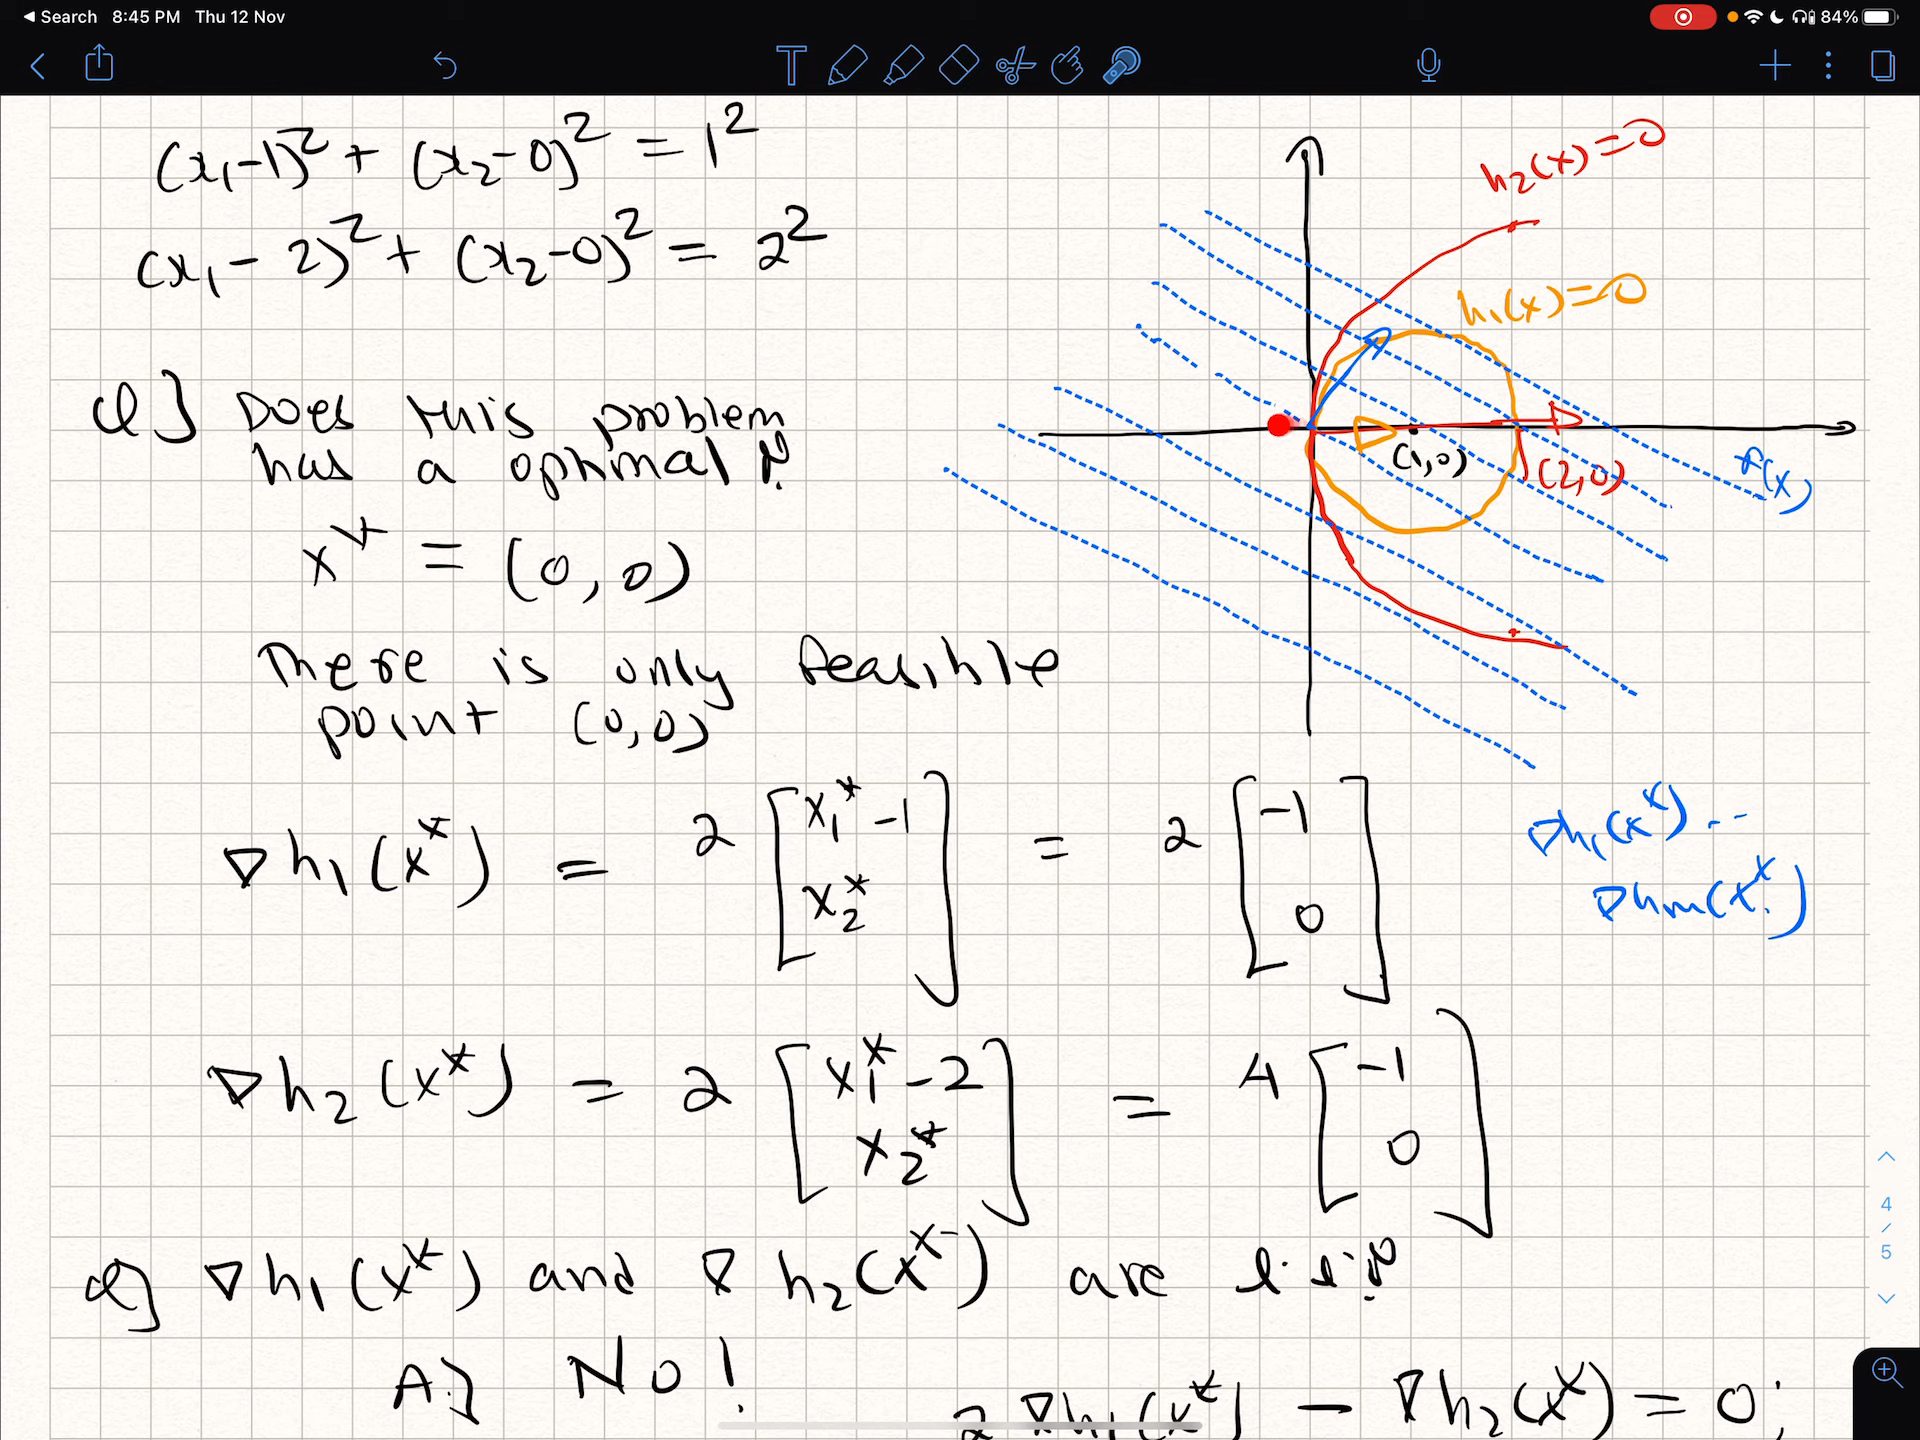 Search 8:45 PM Thu 12 Nov 84%
(x₁-1)² + (x₂-0)² = 1²
(x₁-2)² + (x₂-0)² = 2²
h₂(x)=0
h₁(x)=0
(1,0)
(2,0)
f(x)
Q] Does this problem
has a optimal?
x* = (0,0)
There is only feasible
point (0,0)
∇h₁(x*) = 2 [x₁*-1 x₂*] = 2 [-1 0]
∇h₁(x*) ..
∇hm(x*)
∇h₂(x*) = 2 [x₁*-2 x₂*] = 4 [-1 0]
Q] ∇h₁(x*) and ∇h₂(x*) are l.i.?
A] No!
2∇h₁(x*) - ∇h₂(x*) = 0;
4
/
5